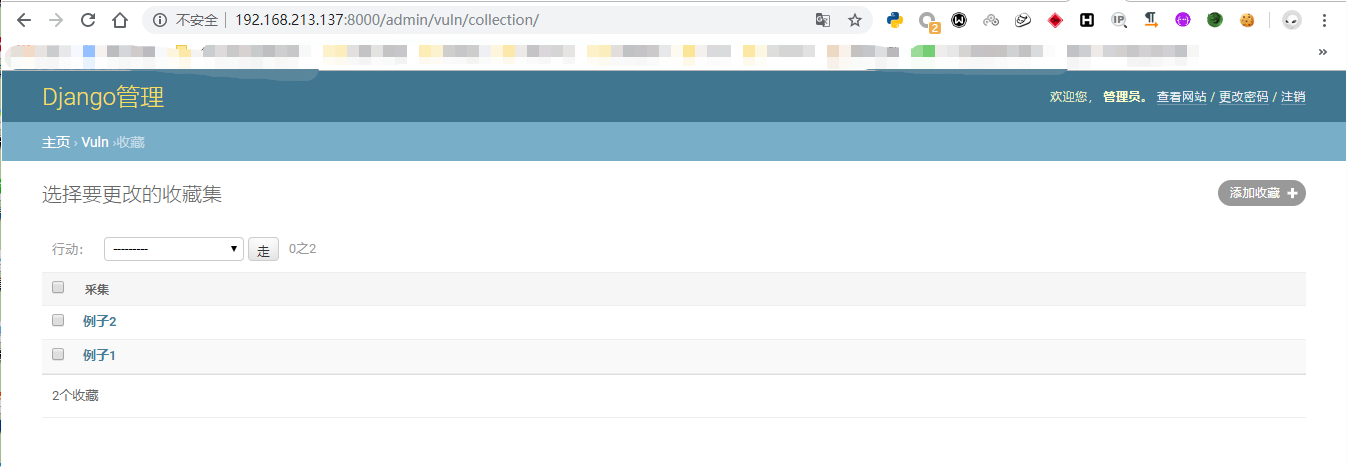 不安全 192.168.213.137:8000/admin/vuln/collection/
2
IP
»
Django管理
欢迎您， 管理员。 查看网站 / 更改密码 / 注销
主页 › Vuln ›收藏
选择要更改的收藏集
添加收藏 +
行动: --------- 走 0之2
采集
例子2
例子1
2个收藏